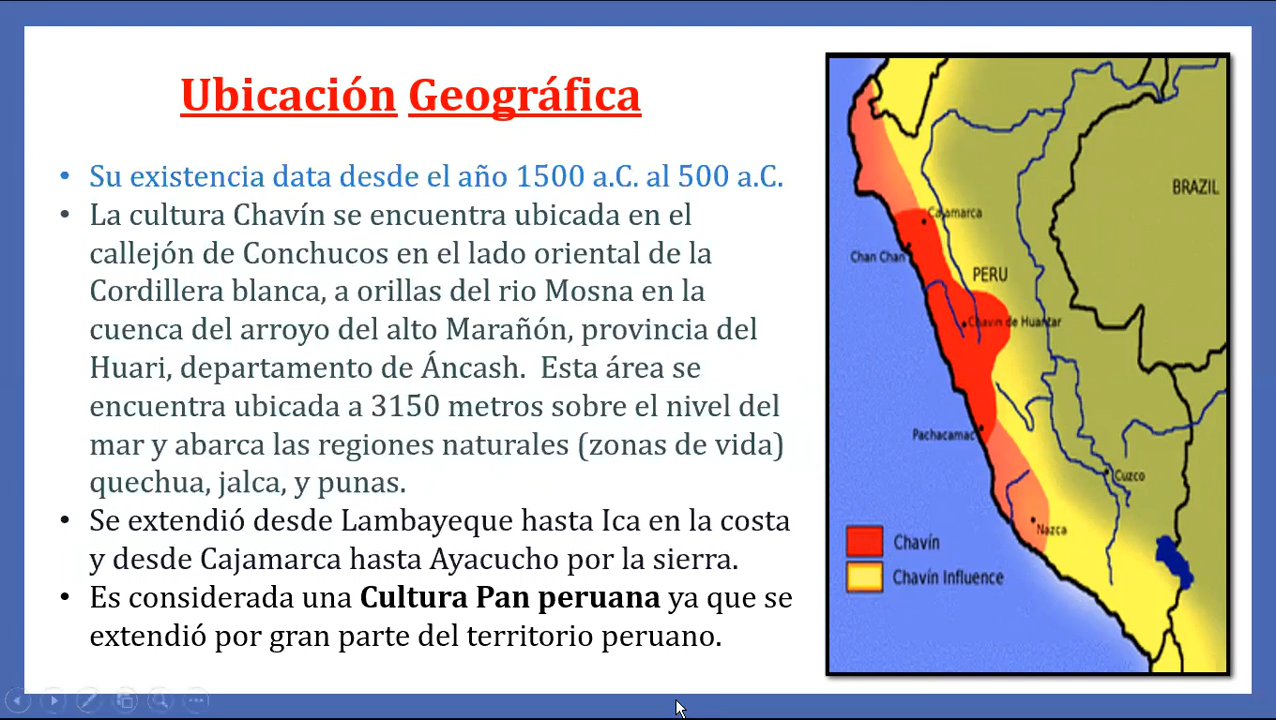 Ubicación Geográfica
• Su existencia data desde el año 1500 a.C. al 500 a.C.
• La cultura Chavín se encuentra ubicada en el
callejón de Conchucos en el lado oriental de la
Cordillera blanca, a orillas del rio Mosna en la
cuenca del arroyo del alto Marañón, provincia del
Huari, departamento de Áncash. Esta área se
encuentra ubicada a 3150 metros sobre el nivel del
mar y abarca las regiones naturales (zonas de vida)
quechua, jalca, y punas.
• Se extendió desde Lambayeque hasta Ica en la costa
y desde Cajamarca hasta Ayacucho por la sierra.
• Es considerada una Cultura Pan peruana ya que se
extendió por gran parte del territorio peruano.
BRAZIL
Cajamarca
Chan Chan
PERU
Chavin de Huantar
Pachacamac
Cuzco
Nazca
Chavín
Chavín Influence